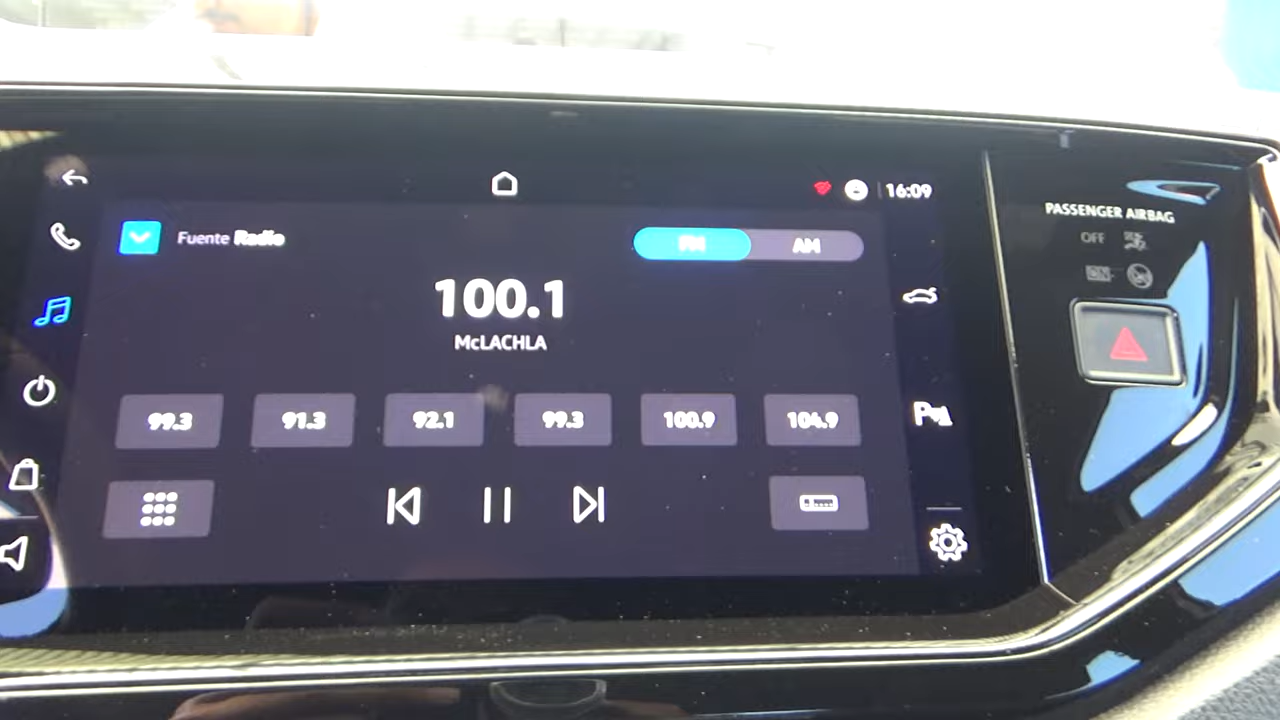 16:09
Fuente Radio
FM AM
100.1
McLACHLA
99.3 91.3 92.1 99.3 100.9 104.9
PASSENGER AIRBAG
OFF
ON